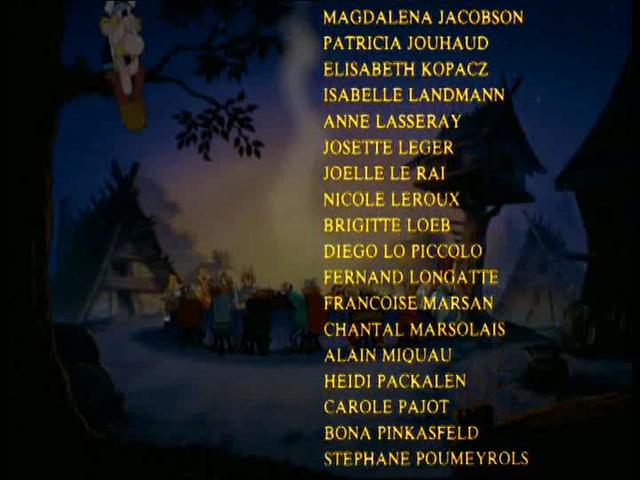 MAGDALENA JACOBSON
PATRICIA JOUHAUD
ELISABETH KOPACZ
ISABELLE LANDMANN
ANNE LASSERAY
JOSETTE LEGER
JOELLE LE RAI
NICOLE LEROUX
BRIGITTE LOEB
DIEGO LO PICCOLO
FERNAND LONGATTE
FRANCOISE MARSAN
CHANTAL MARSOLAIS
ALAIN MIQUAU
HEIDI PACKALEN
CAROLE PAJOT
BONA PINKASFELD
STEPHANE POUMEYROLS